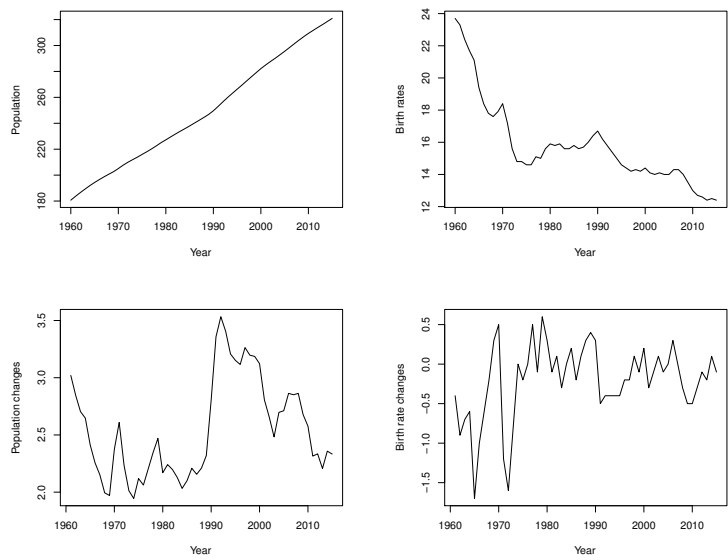 Population
180 220 260 300
1960 1970 1980 1990 2000 2010
Year
Birth rates
12 14 16 18 20 22 24
1960 1970 1980 1990 2000 2010
Year
Population changes
2.0 2.5 3.0 3.5
1960 1970 1980 1990 2000 2010
Year
Birth rate changes
−1.5 −1.0 −0.5 0.0 0.5
1960 1970 1980 1990 2000 2010
Year